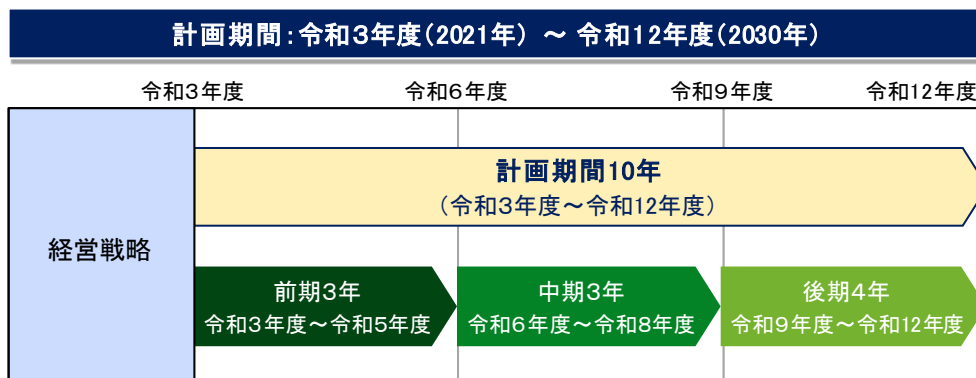 計画期間：令和３年度（2021年） ～ 令和12年度（2030年）
令和３年度
令和６年度
令和９年度
令和12年度
経営戦略
計画期間10年
（令和３年度～令和12年度）
前期３年
令和３年度～令和５年度
中期３年
令和６年度～令和８年度
後期４年
令和９年度～令和12年度